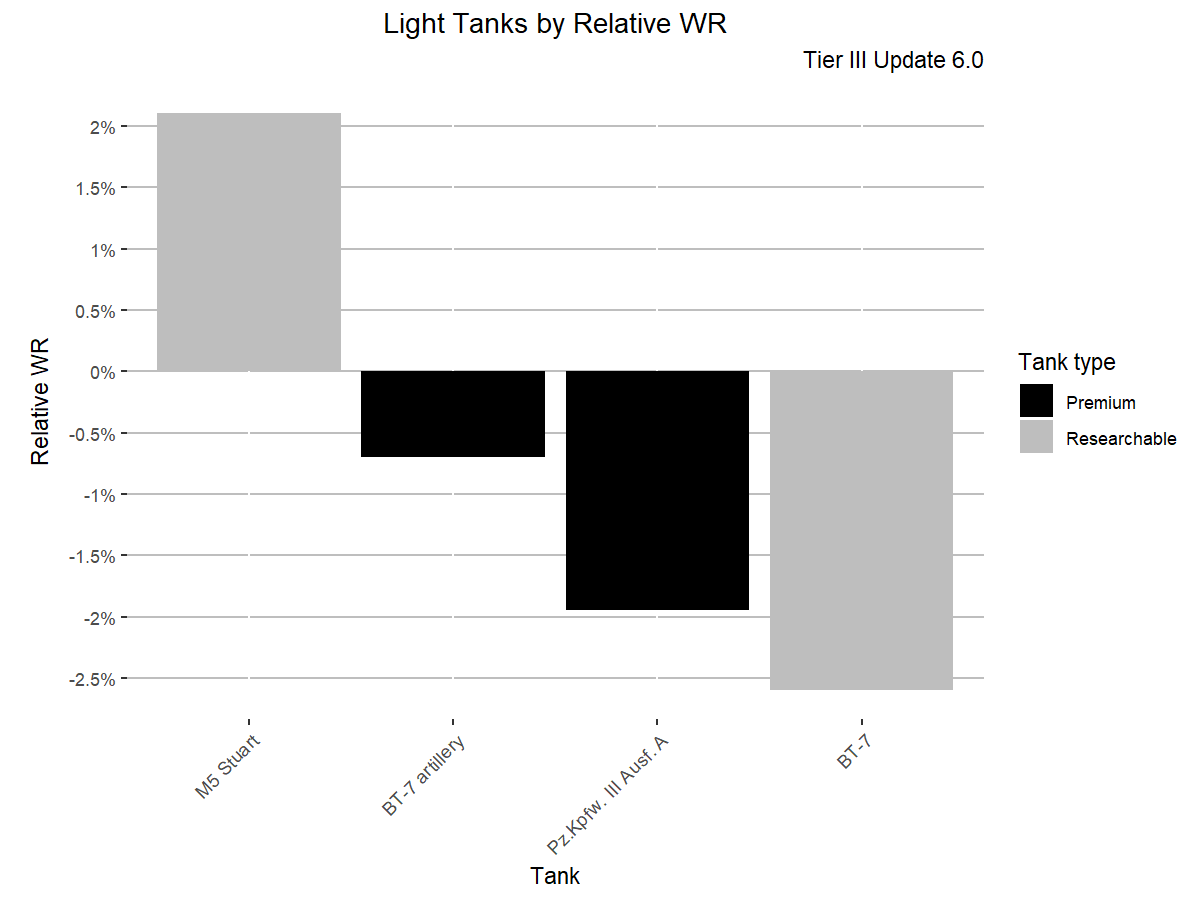 Light Tanks by Relative WR
Tier III Update 6.0
2%
1.5%
1%
0.5%
0%
-0.5%
-1%
-1.5%
-2%
-2.5%
Relative WR
M5 Stuart
BT-7 artillery
Pz.Kpfw. III Ausf. A
BT-7
Tank
Tank type
Premium
Researchable